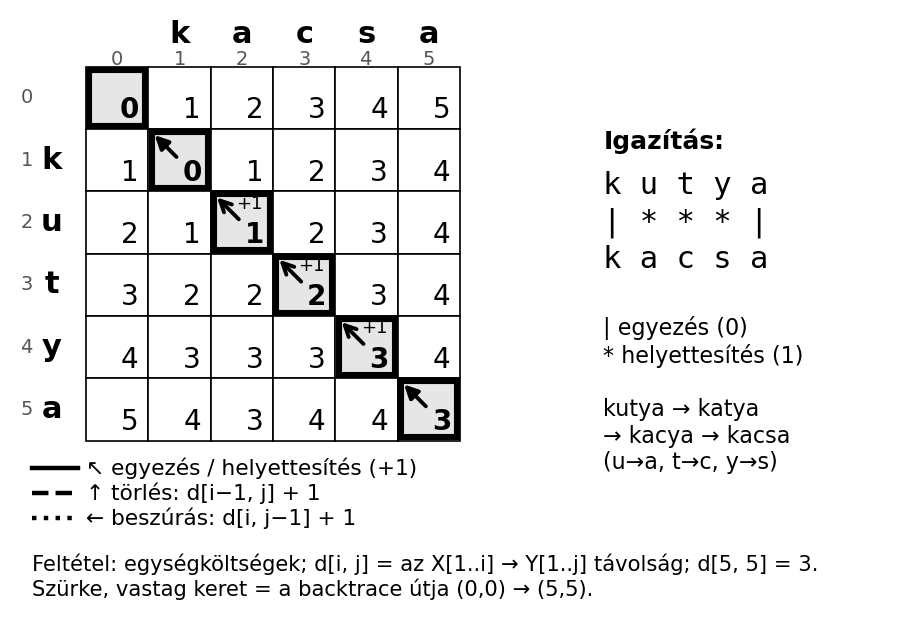 k a c s a
0 1 2 3 4 5
0 0 1 2 3 4 5
1 k 1 0 1 2 3 4
2 u 2 1 +1 1 2 3 4
3 t 3 2 2 +1 2 3 4
4 y 4 3 3 3 +1 3 4
5 a 5 4 3 4 4 3
Igazítás:
k u t y a
| * * * |
k a c s a
| egyezés (0)
* helyettesítés (1)
kutya → katya
→ kacya → kacsa
(u→a, t→c, y→s)
↖ egyezés / helyettesítés (+1)
↑ törlés: d[i−1, j] + 1
← beszúrás: d[i, j−1] + 1
Feltétel: egységköltségek; d[i, j] = az X[1..i] → Y[1..j] távolság; d[5, 5] = 3.
Szürke, vastag keret = a backtrace útja (0,0) → (5,5).